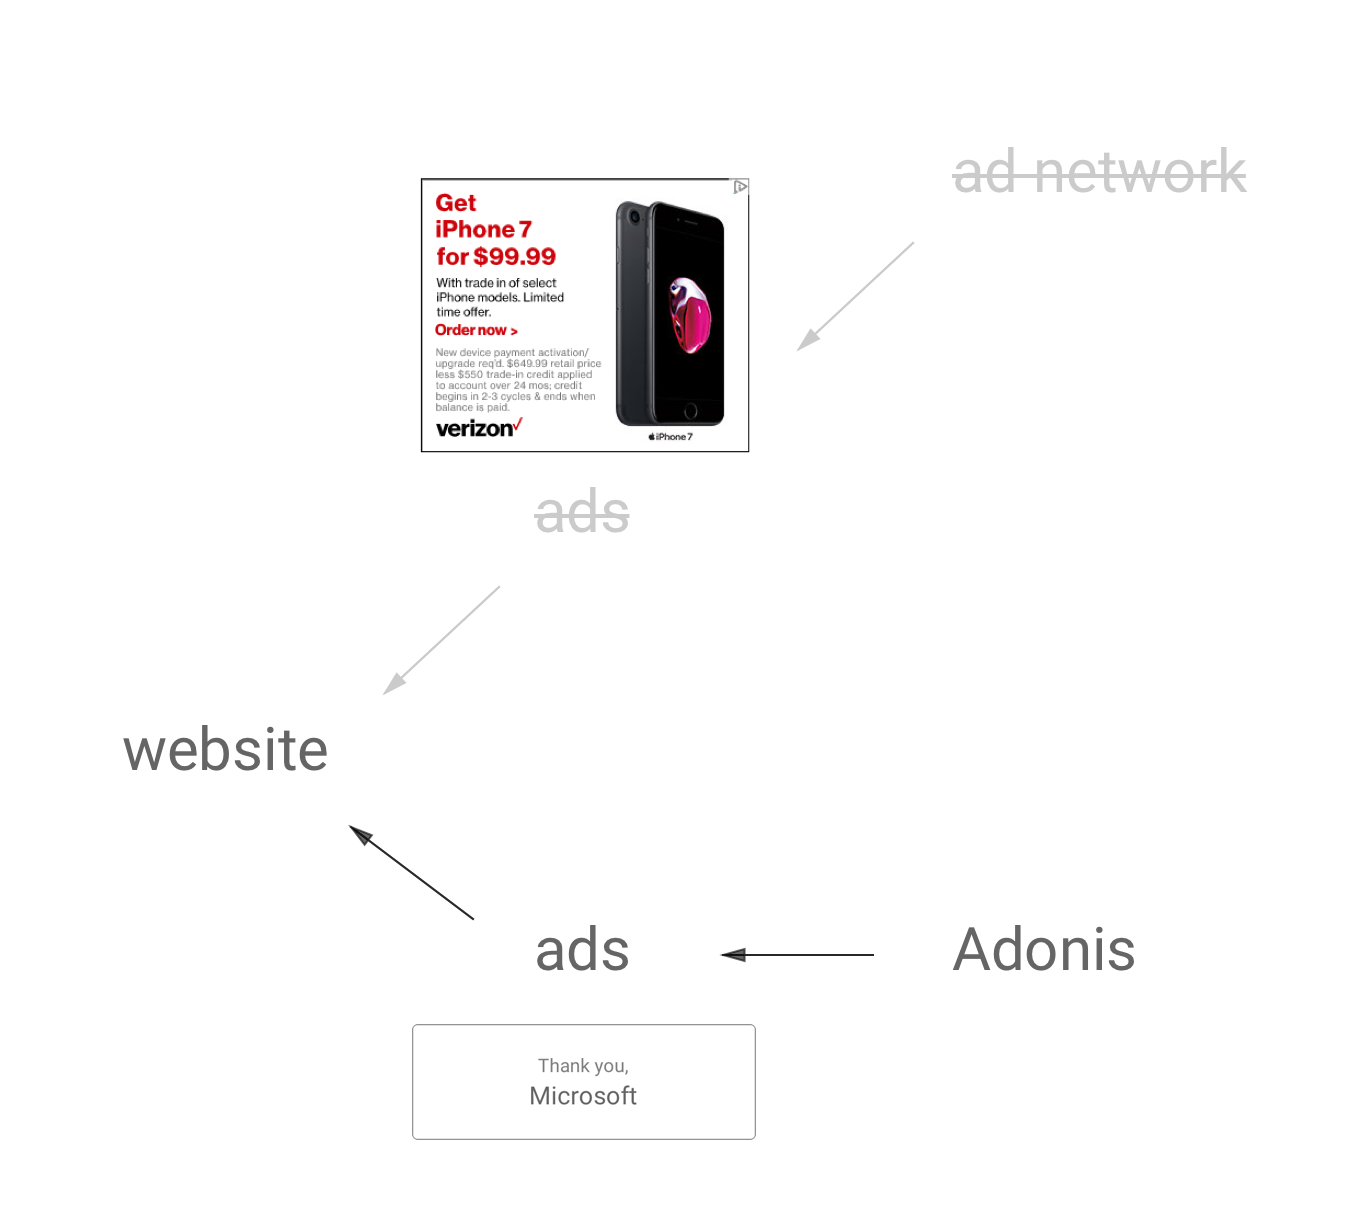 ad network
Get
iPhone 7
for $99.99
With trade in of select
iPhone models. Limited
time offer.
Order now >
New device payment activation/
upgrade req'd. $649.99 retail price
less $550 trade-in credit applied
to account over 24 mos; credit
begins in 2-3 cycles & ends when
balance is paid.
verizon
iPhone 7
ads
website
ads
Adonis
Thank you,
Microsoft